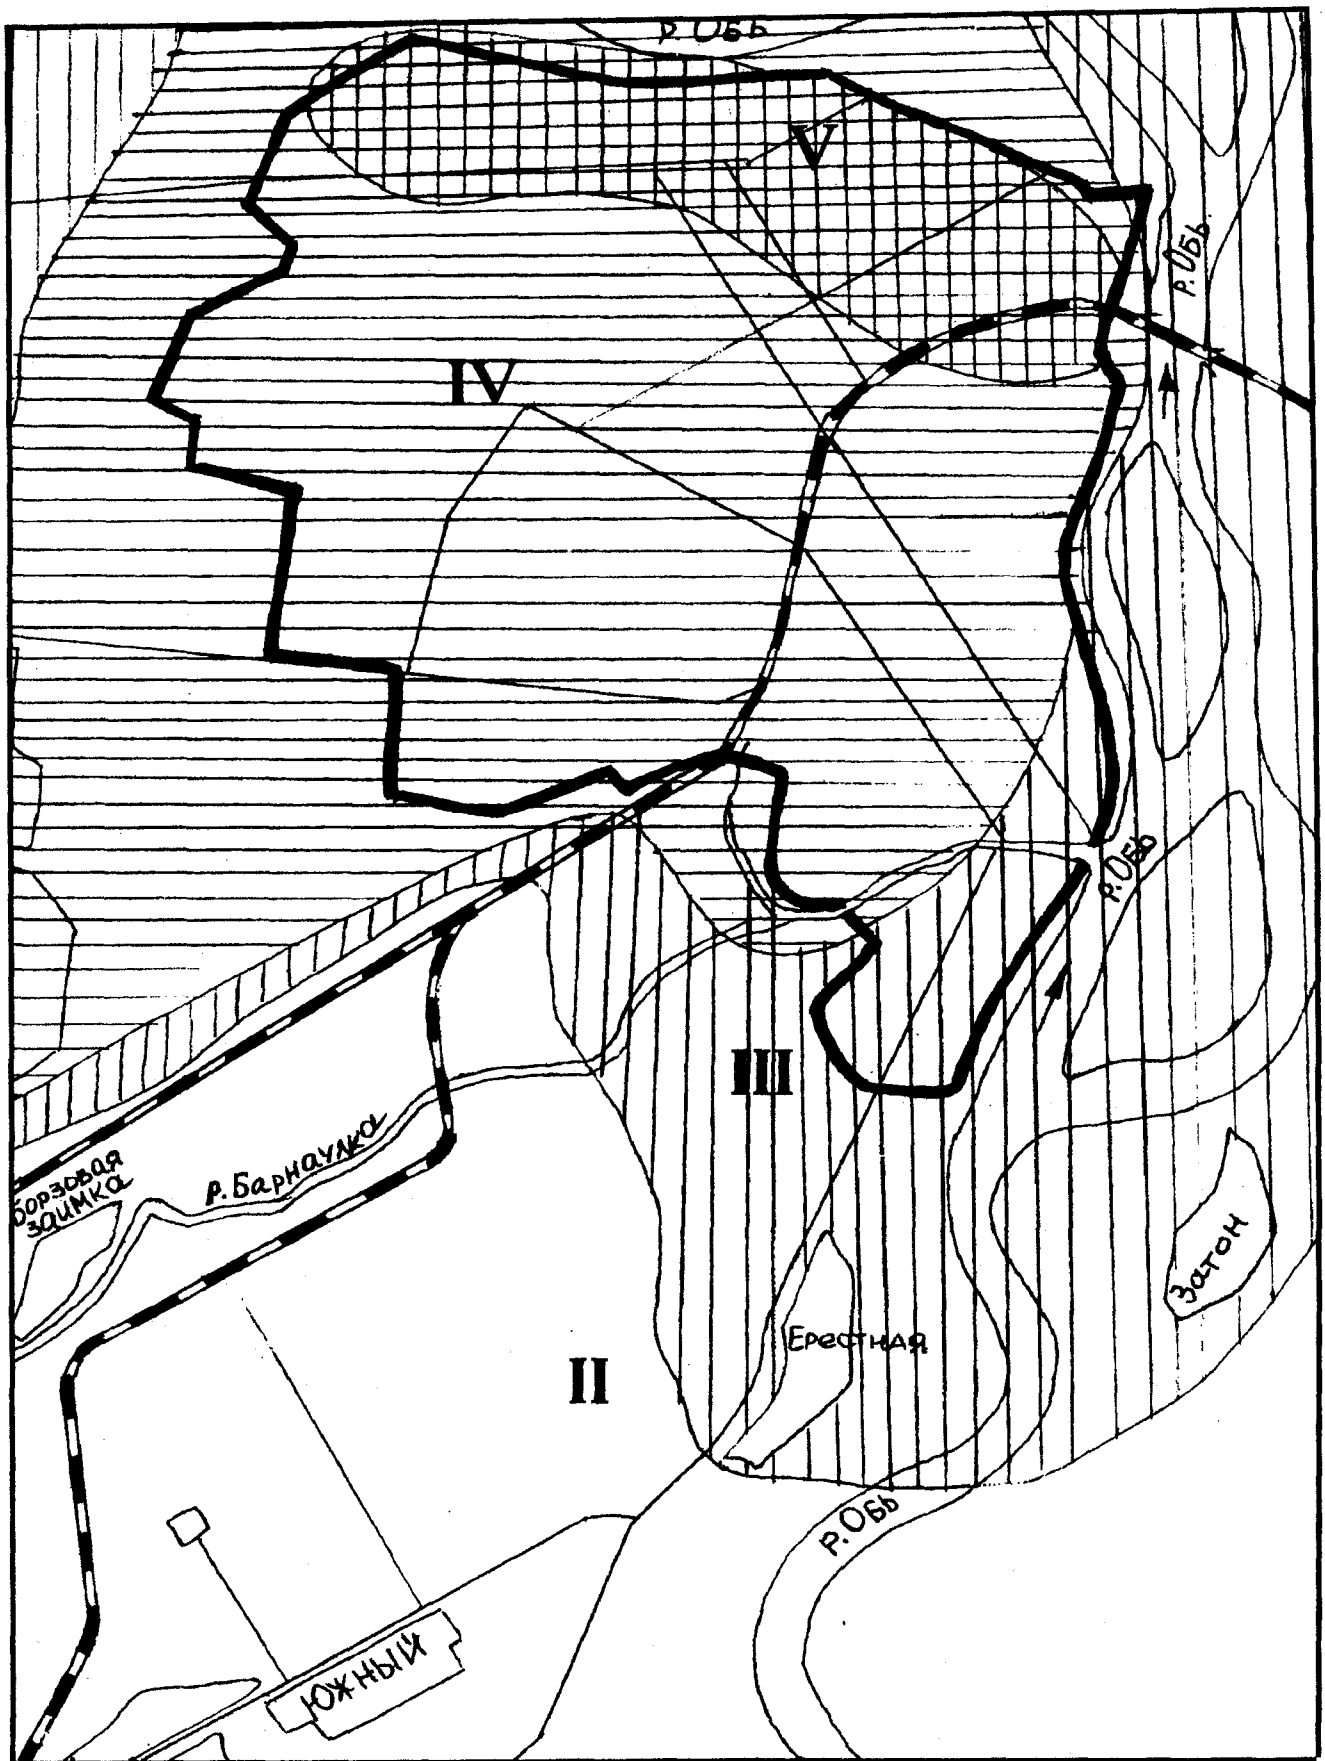 р. Обь
V
р. Обь
IV
р. Обь
III
Борзовая
заимка
р. Барнаулка
Затон
Ерестная
II
р. Обь
Южный